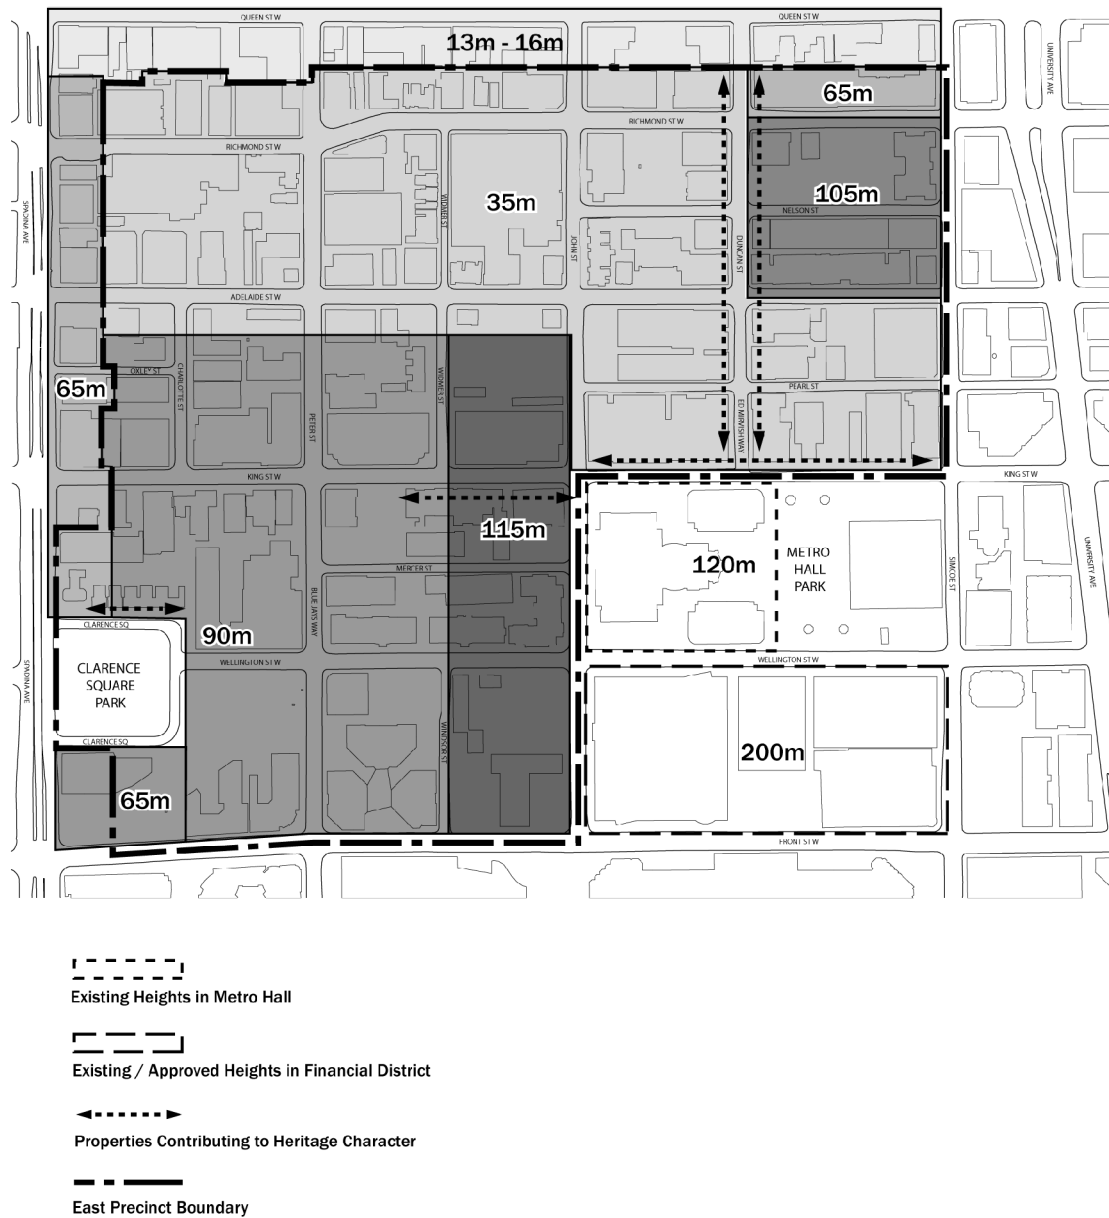 QUEEN ST W
QUEEN ST W
13m - 16m
UNIVERSITY AVE
65m
RICHMOND ST W
RICHMOND ST W
105m
35m
SPADINA AVE
WIDMER ST
NELSON ST
JOHN ST
DUNCAN ST
ADELAIDE ST W
OXLEY ST
CHARLOTTE ST
65m
WIDMER ST
PEARL ST
PETER ST
ED MIRVISH WAY
KING ST W
KING ST W
115m
METRO
HALL
PARK
120m
MERCER ST
SIMCOE ST
UNIVERSITY AVE
BLUE JAYS WAY
CLARENCE SQ
90m
WELLINGTON ST W
WELLINGTON ST W
SPADINA AVE
CLARENCE
SQUARE
PARK
CLARENCE SQ
WINDSOR ST
200m
65m
FRONT ST W
Existing Heights in Metro Hall
Existing / Approved Heights in Financial District
Properties Contributing to Heritage Character
East Precinct Boundary